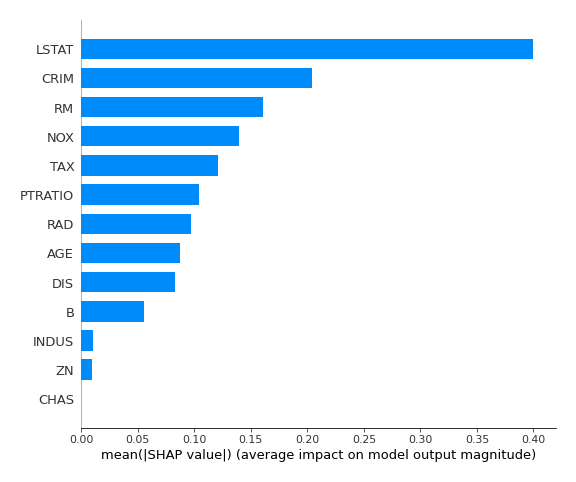 LSTAT
CRIM
RM
NOX
TAX
PTRATIO
RAD
AGE
DIS
B
INDUS
ZN
CHAS
0.00 0.05 0.10 0.15 0.20 0.25 0.30 0.35 0.40
mean(|SHAP value|) (average impact on model output magnitude)